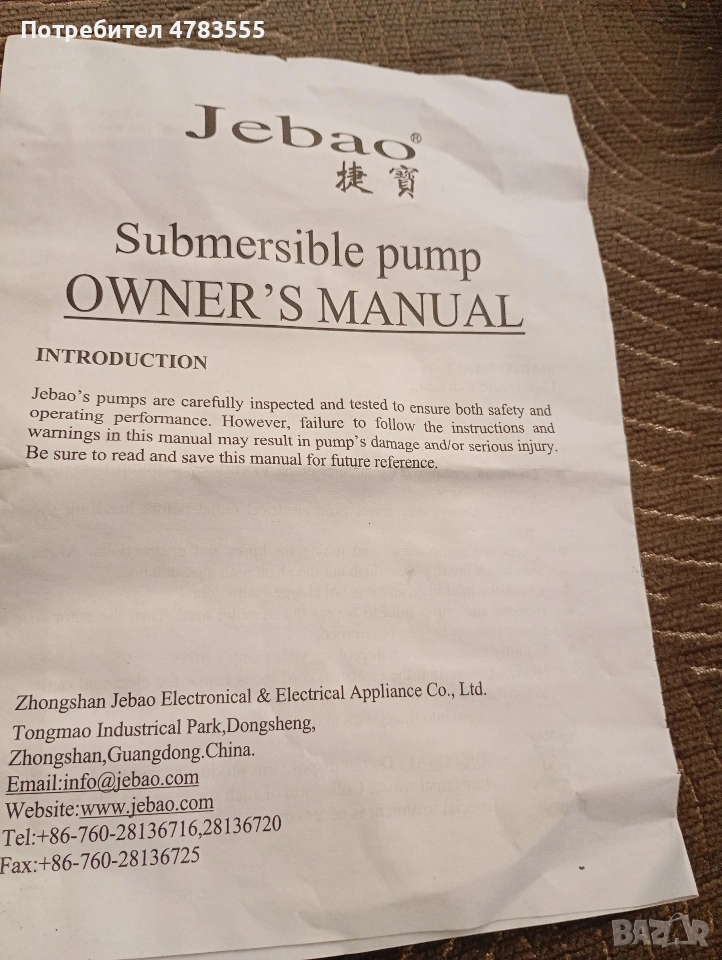 Потребител 4783555
Jebao®
捷寶
Submersible pump
OWNER'S MANUAL
INTRODUCTION
Jebao's pumps are carefully inspected and tested to ensure both safety and
operating performance. However, failure to follow the instructions and
warnings in this manual may result in pump's damage and/or serious injury.
Be sure to read and save this manual for future reference.
Zhongshan Jebao Electronical & Electrical Appliance Co., Ltd.
Tongmao Industrical Park,Dongsheng,
Zhongshan,Guangdong.China.
Email:info@jebao.com
Website:www.jebao.com
Tel:+86-760-28136716,28136720
Fax:+86-760-28136725
BAZAR